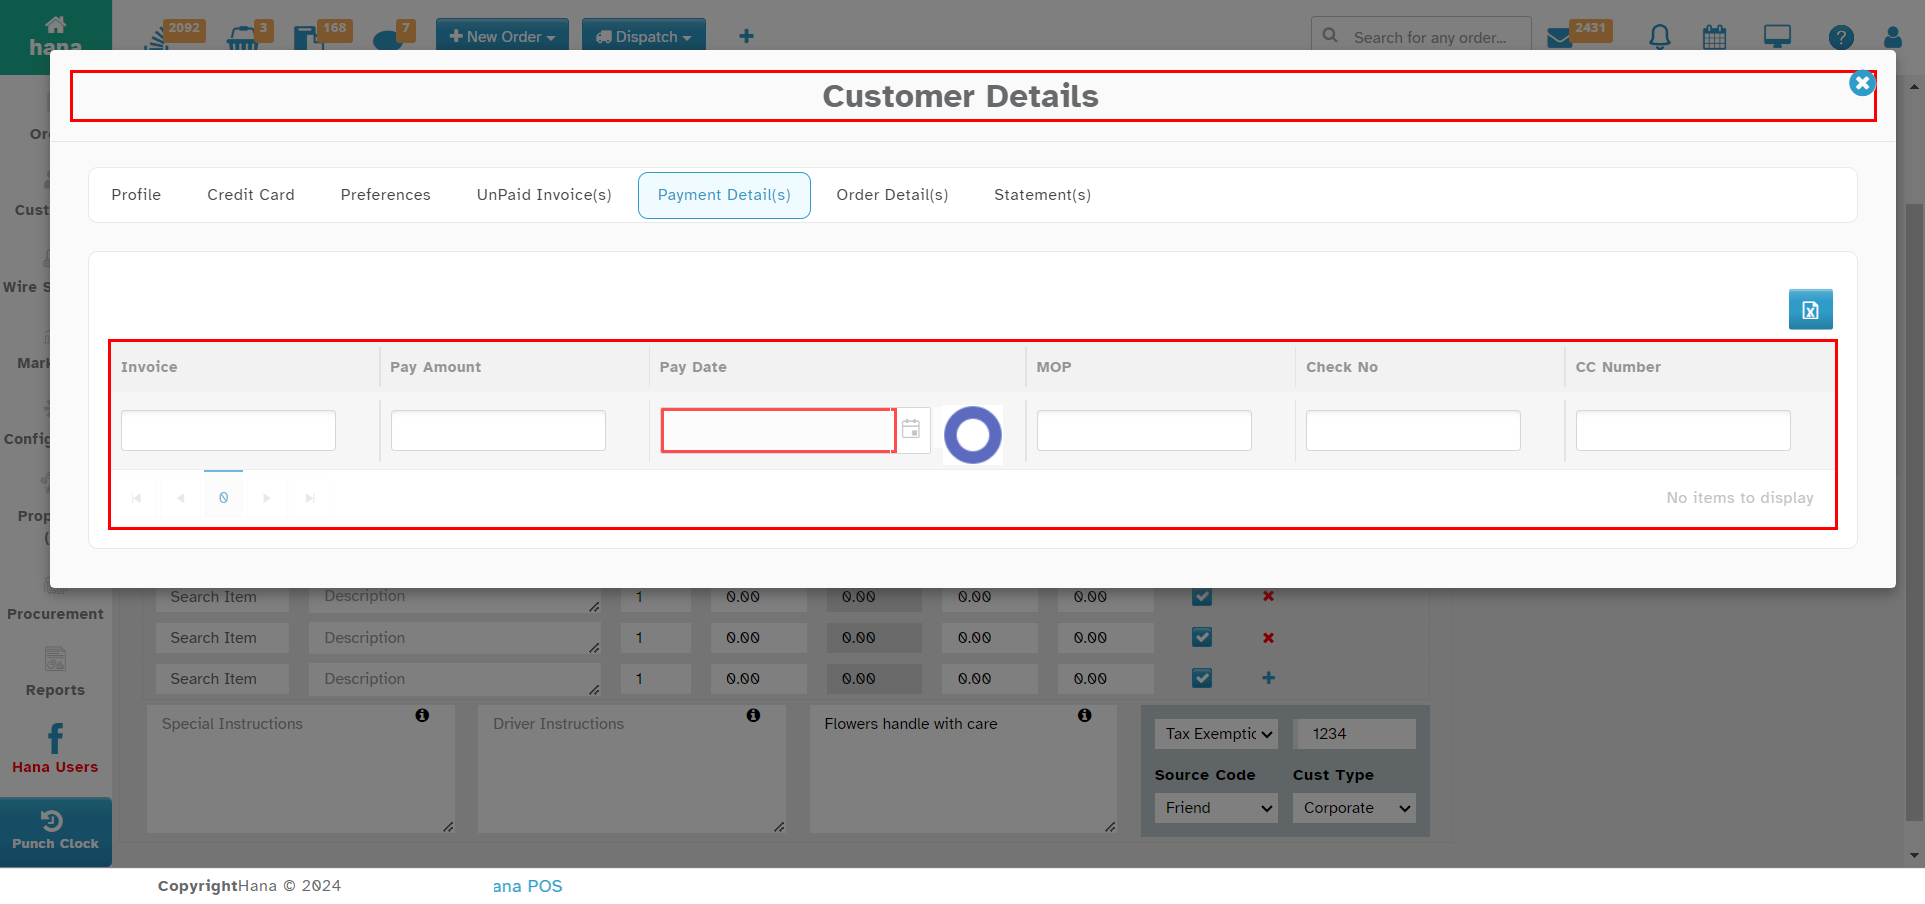 hana
2092
3
168
7
New Order
Dispatch
Search for any order...
2431
?
Customer Details
Profile
Credit Card
Preferences
UnPaid Invoice(s)
Payment Detail(s)
Order Detail(s)
Statement(s)
Invoice
Pay Amount
Pay Date
MOP
Check No
CC Number
0
No items to display
Wire S
Procurement
Reports
Hana Users
Punch Clock
Search Item Description 1 0.00 0.00 0.00 0.00
Search Item Description 1 0.00 0.00 0.00 0.00
Search Item Description 1 0.00 0.00 0.00 0.00
Special Instructions
Driver Instructions
Flowers handle with care
Tax Exemptic
1234
Source Code
Cust Type
Friend
Corporate
CopyrightHana © 2024
ana POS